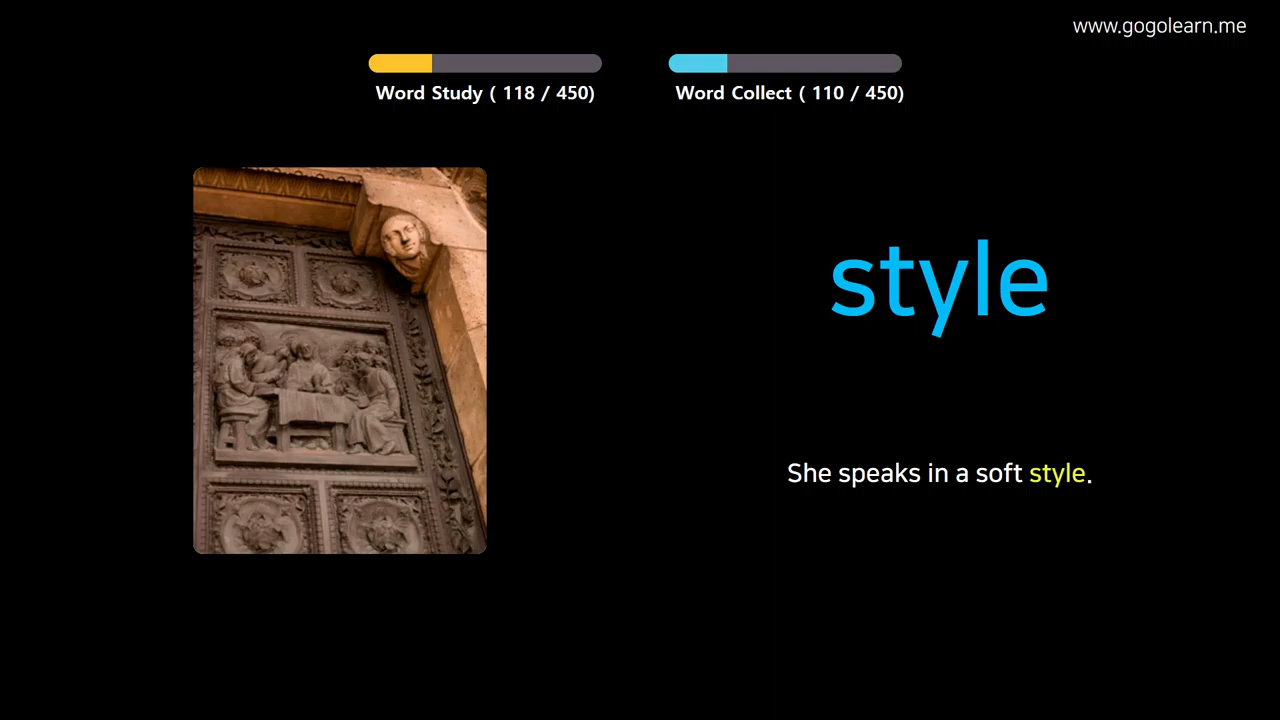 www.gogolearn.me
Word Study ( 118 / 450)
Word Collect ( 110 / 450)
style
She speaks in a soft style.